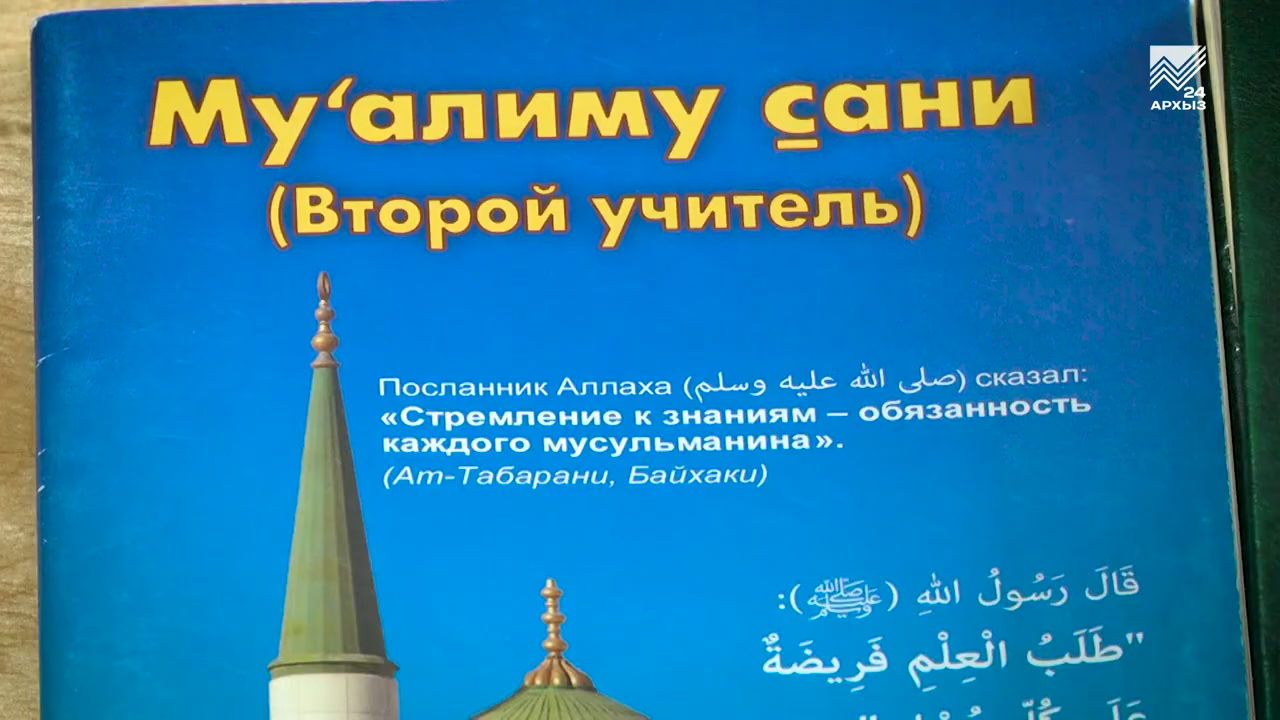 Му‘алиму с̲ани
(Второй учитель)
24
АРХЫЗ
Посланник Аллаха (صلى الله عليه وسلم) сказал:
«Стремление к знаниям – обязанность
каждого мусульманина».
(Ат-Табарани, Байхаки)
قَالَ رَسُولُ اللهِ (ﷺ):
"طَلَبُ الْعِلْمِ فَرِيضَةٌ